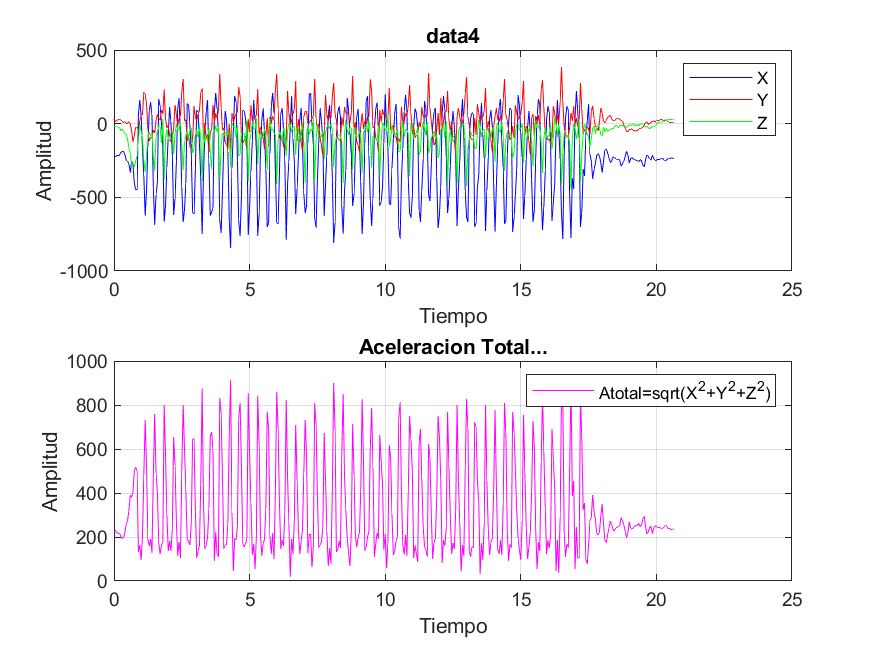 data4
500
0
-500
-1000
Amplitud
X
Y
Z
0 5 10 15 20 25
Tiempo
Aceleracion Total...
1000
800
600
400
200
0
Amplitud
Atotal=sqrt(X²+Y²+Z²)
0 5 10 15 20 25
Tiempo